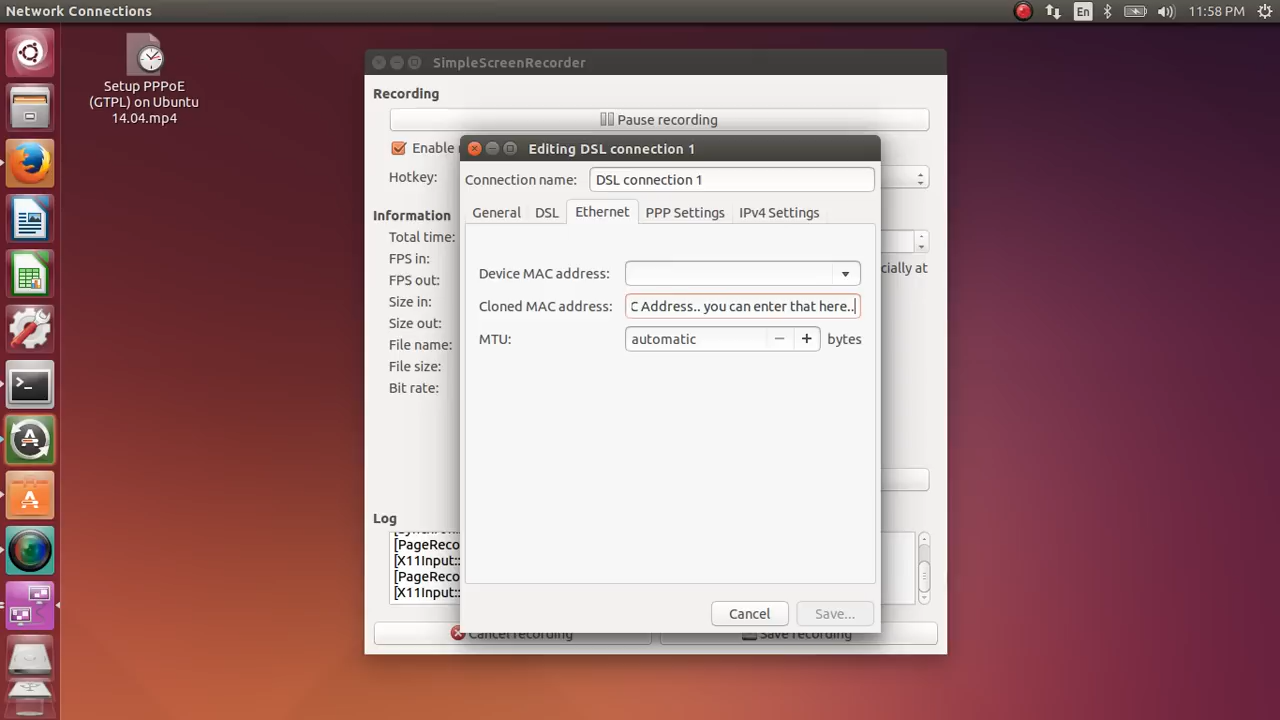 Network Connections
En
11:58 PM
Setup PPPoE
(GTPL) on Ubuntu
14.04.mp4
SimpleScreenRecorder
Recording
Pause recording
Enable
Hotkey:
Information
Total time:
FPS in:
FPS out:
Size in:
Size out:
File name:
File size:
Bit rate:
cially at
Log
[PageReco
[X11Input::
[PageReco
[X11Input::
Cancel recording
Save recording
Editing DSL connection 1
Connection name: DSL connection 1
General DSL Ethernet PPP Settings IPv4 Settings
Device MAC address:
Cloned MAC address: C Address.. you can enter that here..
MTU: automatic − + bytes
Cancel Save...